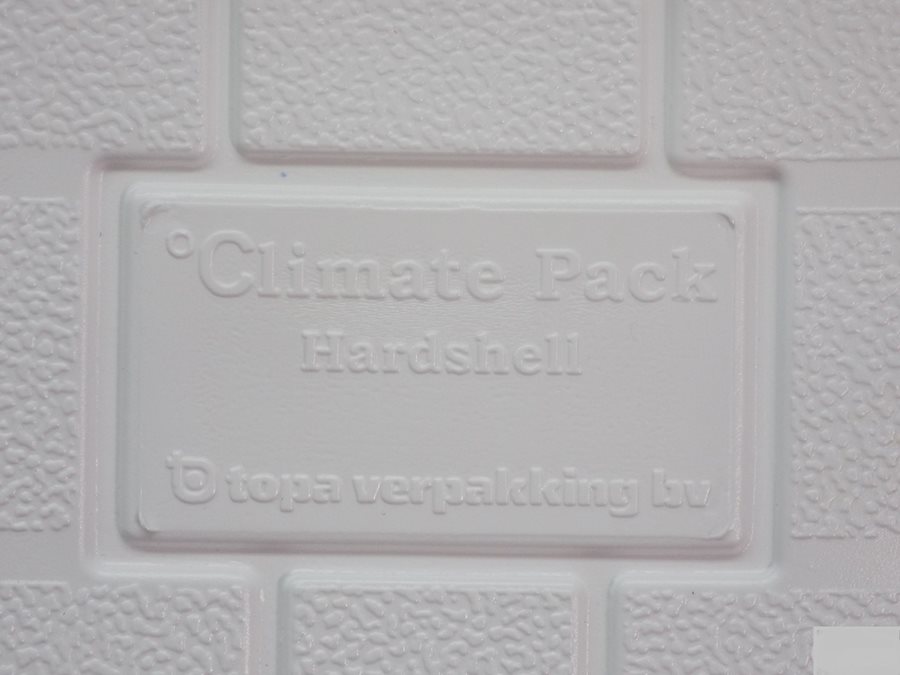 °Climate Pack
Hardshell
topa verpakking bv